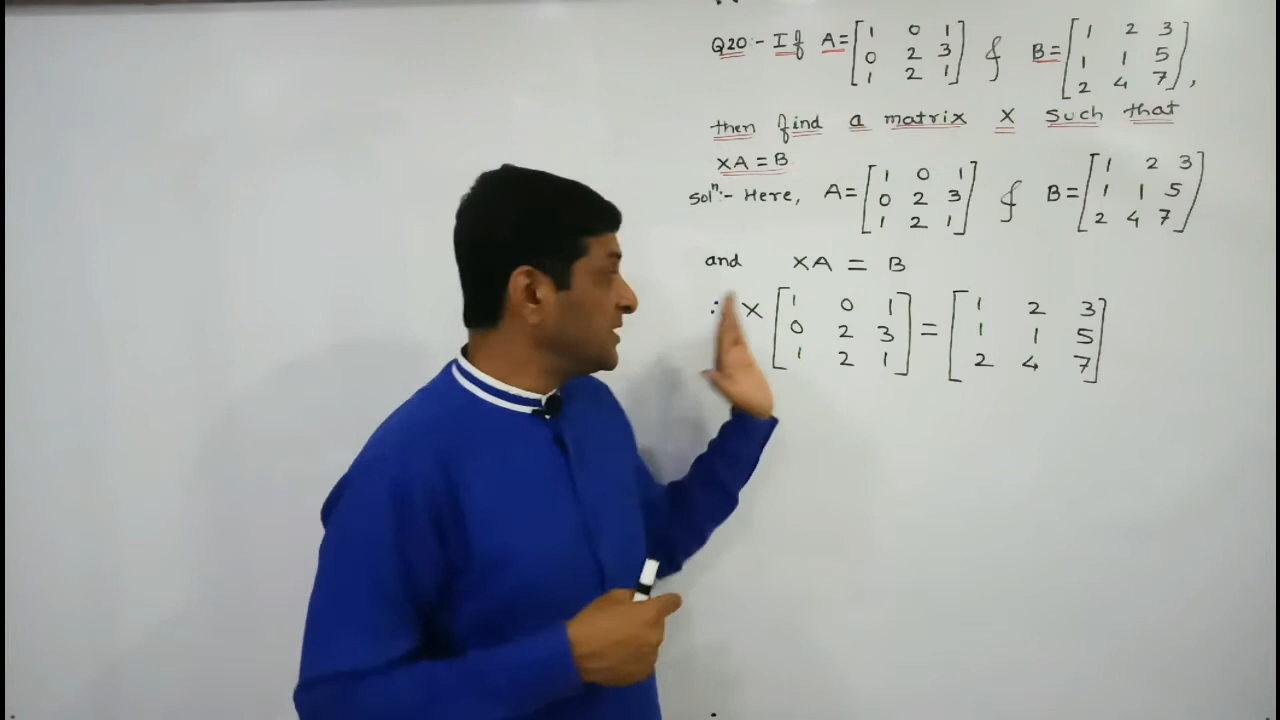 Q20:- If A=[1 0 1 & B=[1 2 3
0 2 3 1 1 5
1 2 1] 2 4 7],
then find a matrix X such that
XA = B
Solⁿ:- Here, A=[1 0 1 & B=[1 2 3
0 2 3 1 1 5
1 2 1] 2 4 7]
and XA = B
∴ X [1 0 1 = [1 2 3
0 2 3 1 1 5
1 2 1] 2 4 7]